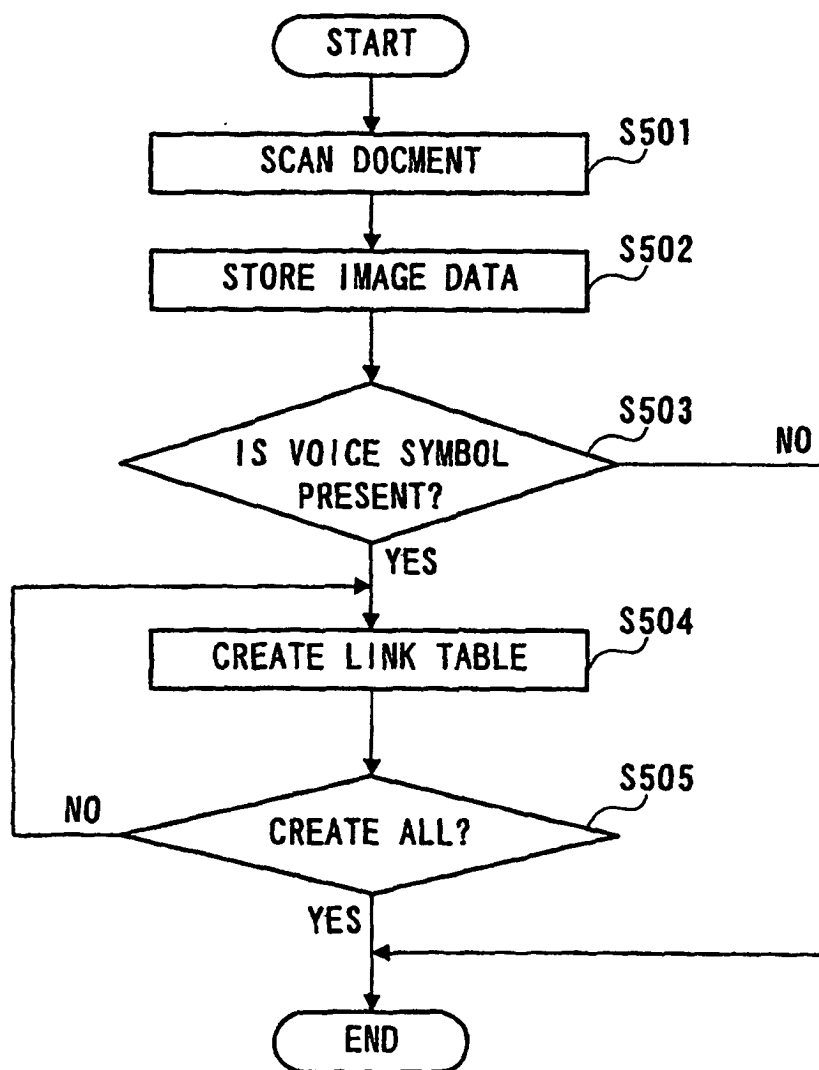 START
S501
SCAN DOCMENT
S502
STORE IMAGE DATA
S503
NO
IS VOICE SYMBOL
PRESENT?
YES
S504
CREATE LINK TABLE
S505
NO
CREATE ALL?
YES
END